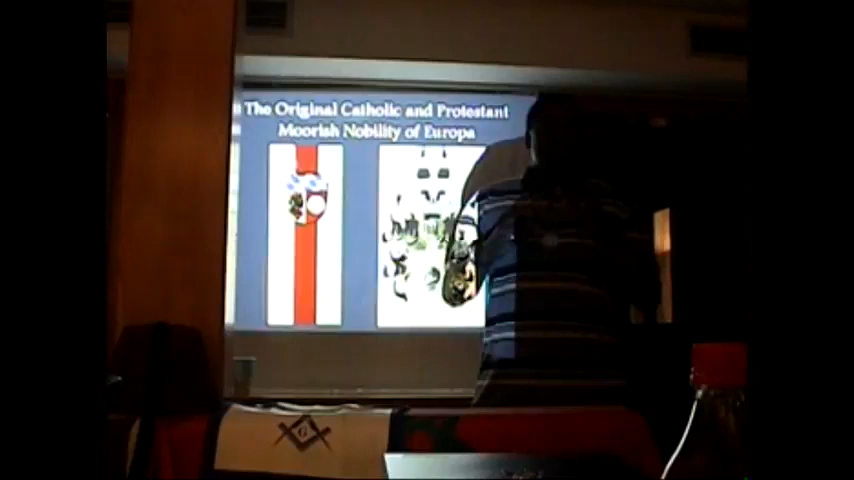 The Original Catholic and Protestant
Moorish Nobility of Europa
G